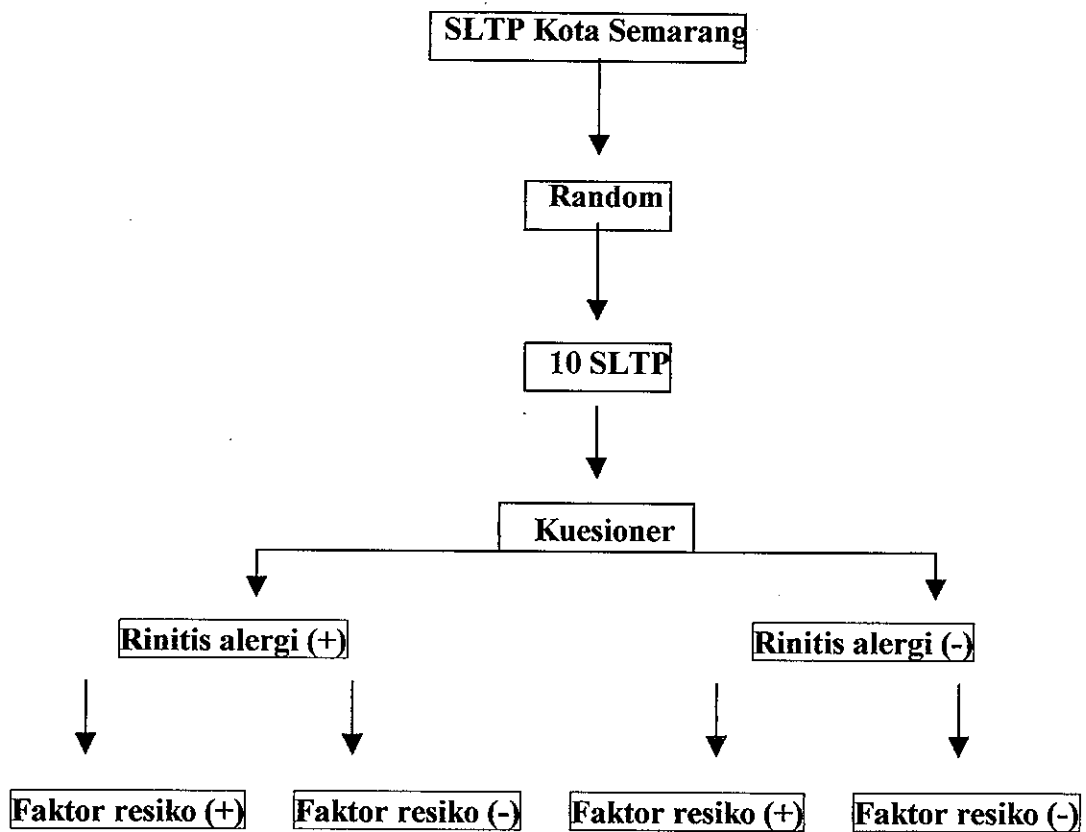 SLTP Kota Semarang
Random
10 SLTP
Kuesioner
Rinitis alergi (+)
Rinitis alergi (-)
Faktor resiko (+)
Faktor resiko (-)
Faktor resiko (+)
Faktor resiko (-)